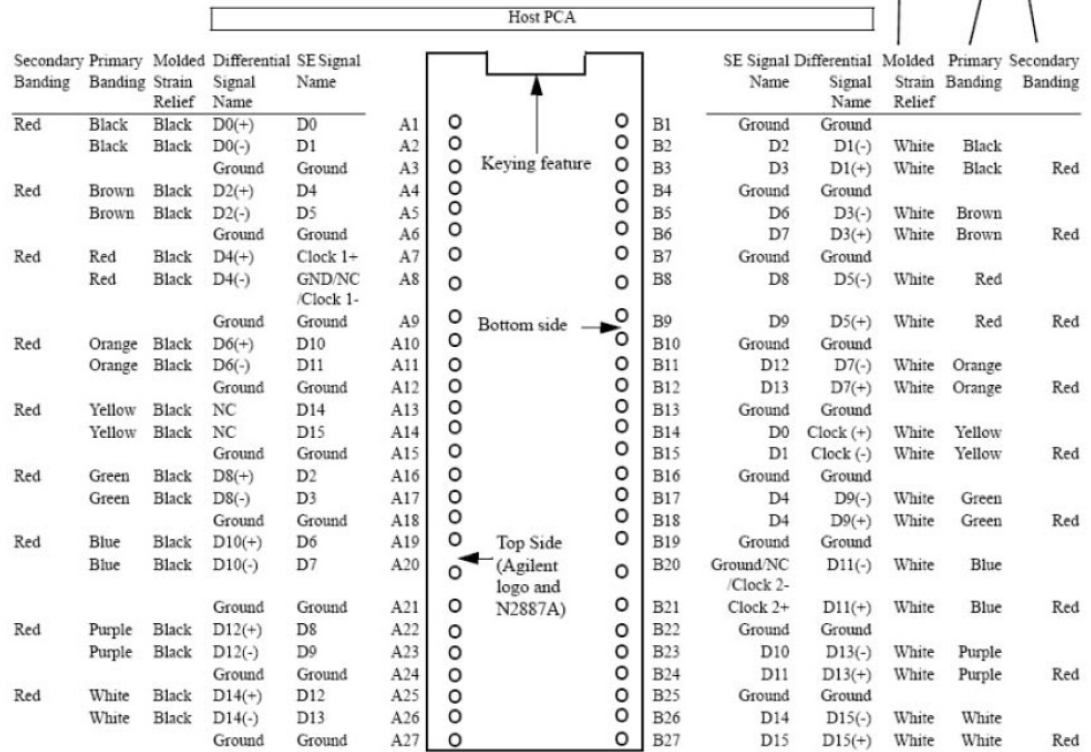 Host PCA
Secondary Primary Molded Differential SE Signal SE Signal Differential Molded Primary Secondary
Banding Banding Strain Signal Name Name Signal Strain Banding Banding
Relief Name Name Relief
Red Black Black D0(+) D0 A1 B1 Ground Ground
Black Black D0(-) D1 A2 B2 D2 D1(-) White Black
Ground Ground A3 Keying feature B3 D3 D1(+) White Black Red
Red Brown Black D2(+) D4 A4 B4 Ground Ground
Brown Black D2(-) D5 A5 B5 D6 D3(-) White Brown
Ground Ground A6 B6 D7 D3(+) White Brown Red
Red Red Black D4(+) Clock 1+ A7 B7 Ground Ground
Red Black D4(-) GND/NC A8 B8 D8 D5(-) White Red
/Clock 1-
Ground Ground A9 Bottom side B9 D9 D5(+) White Red Red
Red Orange Black D6(+) D10 A10 B10 Ground Ground
Orange Black D6(-) D11 A11 B11 D12 D7(-) White Orange
Ground Ground A12 B12 D13 D7(+) White Orange Red
Red Yellow Black NC D14 A13 B13 Ground Ground
Yellow Black NC D15 A14 B14 D0 Clock (+) White Yellow
Ground Ground A15 B15 D1 Clock (-) White Yellow Red
Red Green Black D8(+) D2 A16 B16 Ground Ground
Green Black D8(-) D3 A17 B17 D4 D9(-) White Green
Ground Ground A18 B18 D4 D9(+) White Green Red
Red Blue Black D10(+) D6 A19 Top Side B19 Ground Ground
Blue Black D10(-) D7 A20 (Agilent B20 Ground/NC D11(-) White Blue
logo and /Clock 2-
Ground Ground A21 N2887A) B21 Clock 2+ D11(+) White Blue Red
Red Purple Black D12(+) D8 A22 B22 Ground Ground
Purple Black D12(-) D9 A23 B23 D10 D13(-) White Purple
Ground Ground A24 B24 D11 D13(+) White Purple Red
Red White Black D14(+) D12 A25 B25 Ground Ground
White Black D14(-) D13 A26 B26 D14 D15(-) White White
Ground Ground A27 B27 D15 D15(+) White White Red